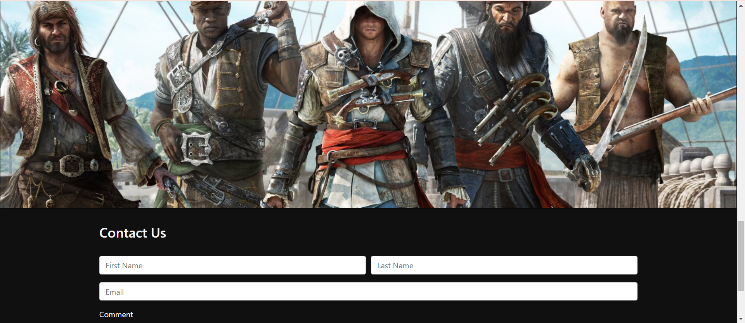 Contact Us
First Name
Last Name
Email
Comment